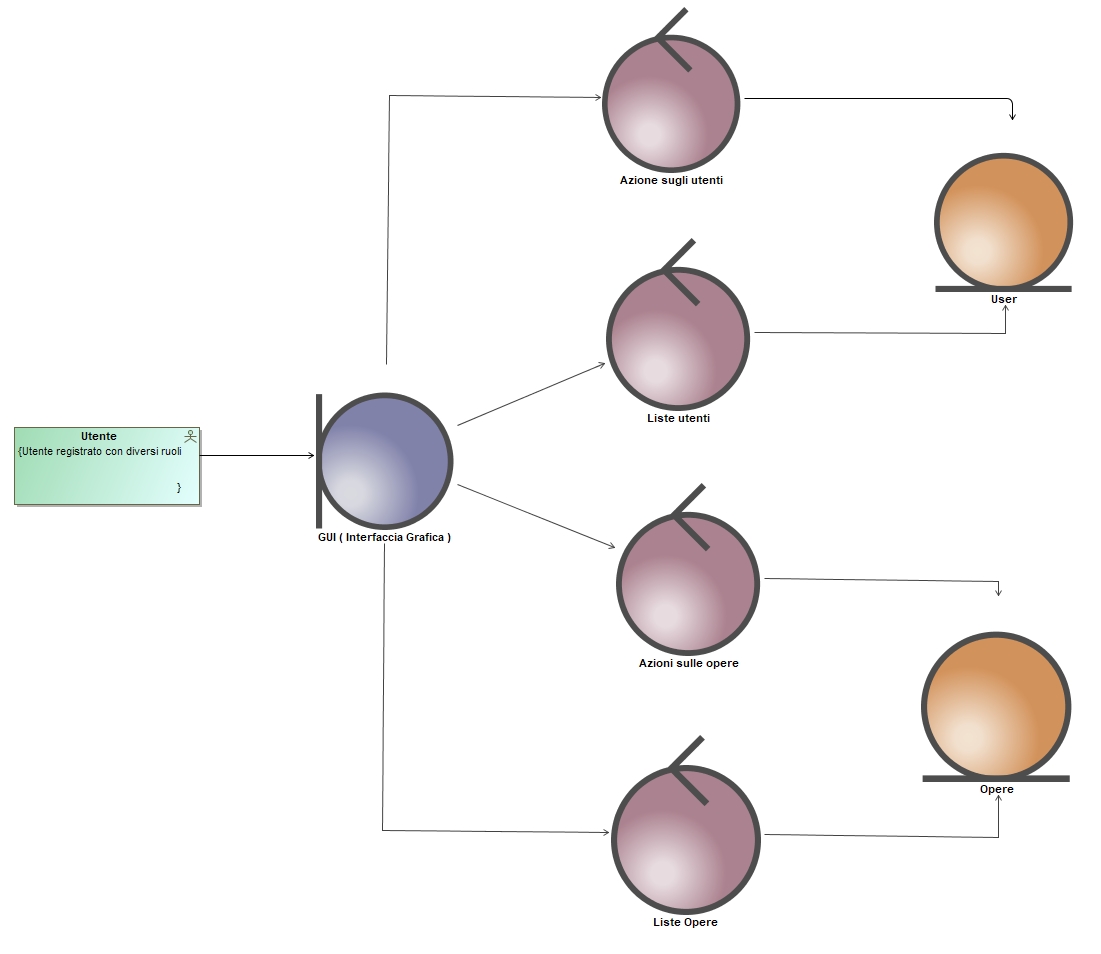 Azione sugli utenti
User
Liste utenti
Utente
{Utente registrato con diversi ruoli
}
GUI ( Interfaccia Grafica )
Azioni sulle opere
Opere
Liste Opere